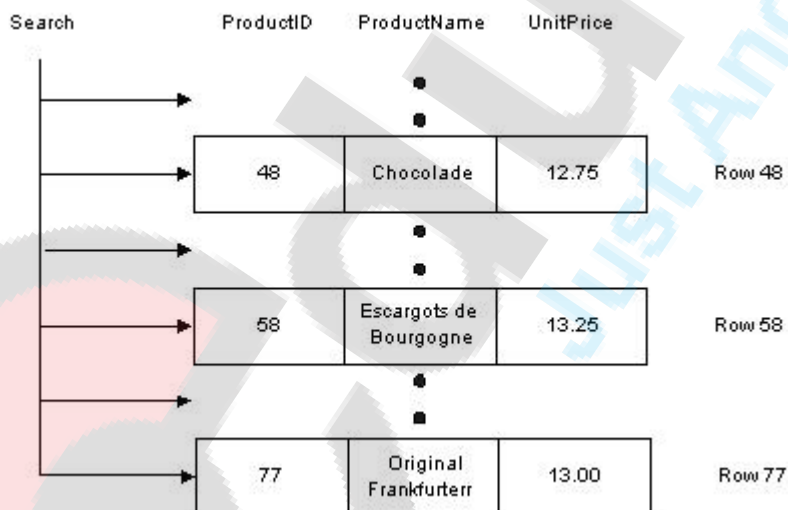 Search ProductID ProductName UnitPrice
48 Chocolade 12.75 Row 48
58 Escargots de Bourgogne 13.25 Row 58
77 Original Frankfurterr 13.00 Row 77
Just